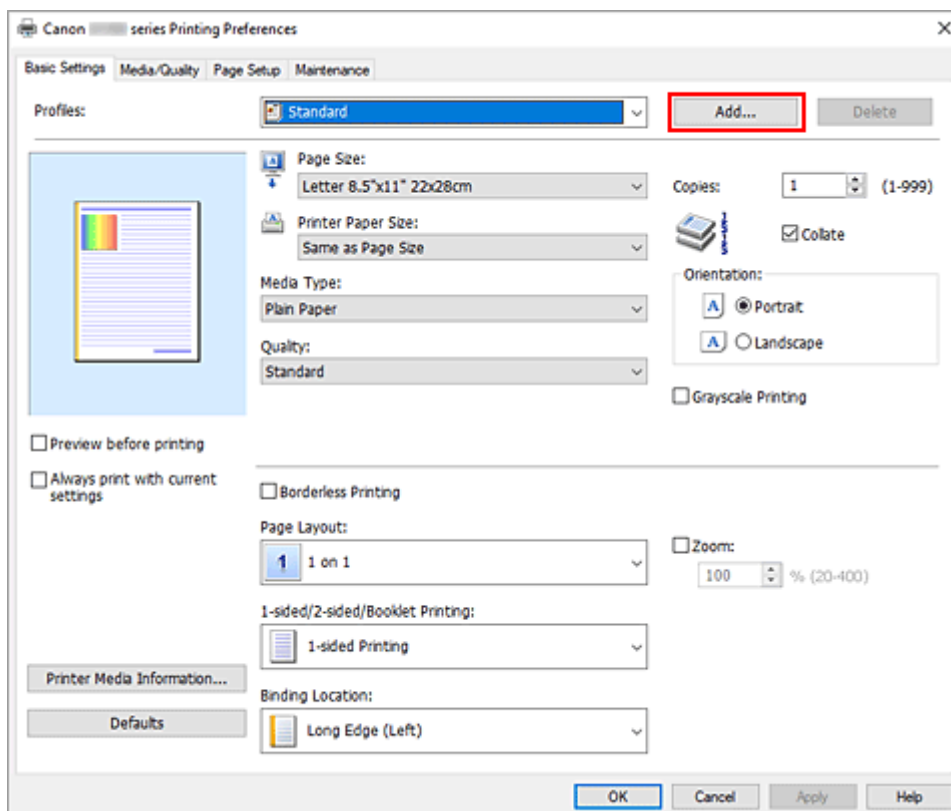 Canon series Printing Preferences
Basic Settings Media/Quality Page Setup Maintenance
Profiles: Standard Add... Delete
Page Size:
Letter 8.5"x11" 22x28cm
Copies: 1 (1-999)
Printer Paper Size:
Same as Page Size
Collate
Media Type:
Plain Paper
Orientation:
A Portrait
A Landscape
Quality:
Standard
Grayscale Printing
Preview before printing
Always print with current
settings
Borderless Printing
Page Layout:
1 1 on 1
Zoom:
100 % (20-400)
1-sided/2-sided/Booklet Printing:
1-sided Printing
Printer Media Information...
Binding Location:
Defaults
Long Edge (Left)
OK Cancel Apply Help